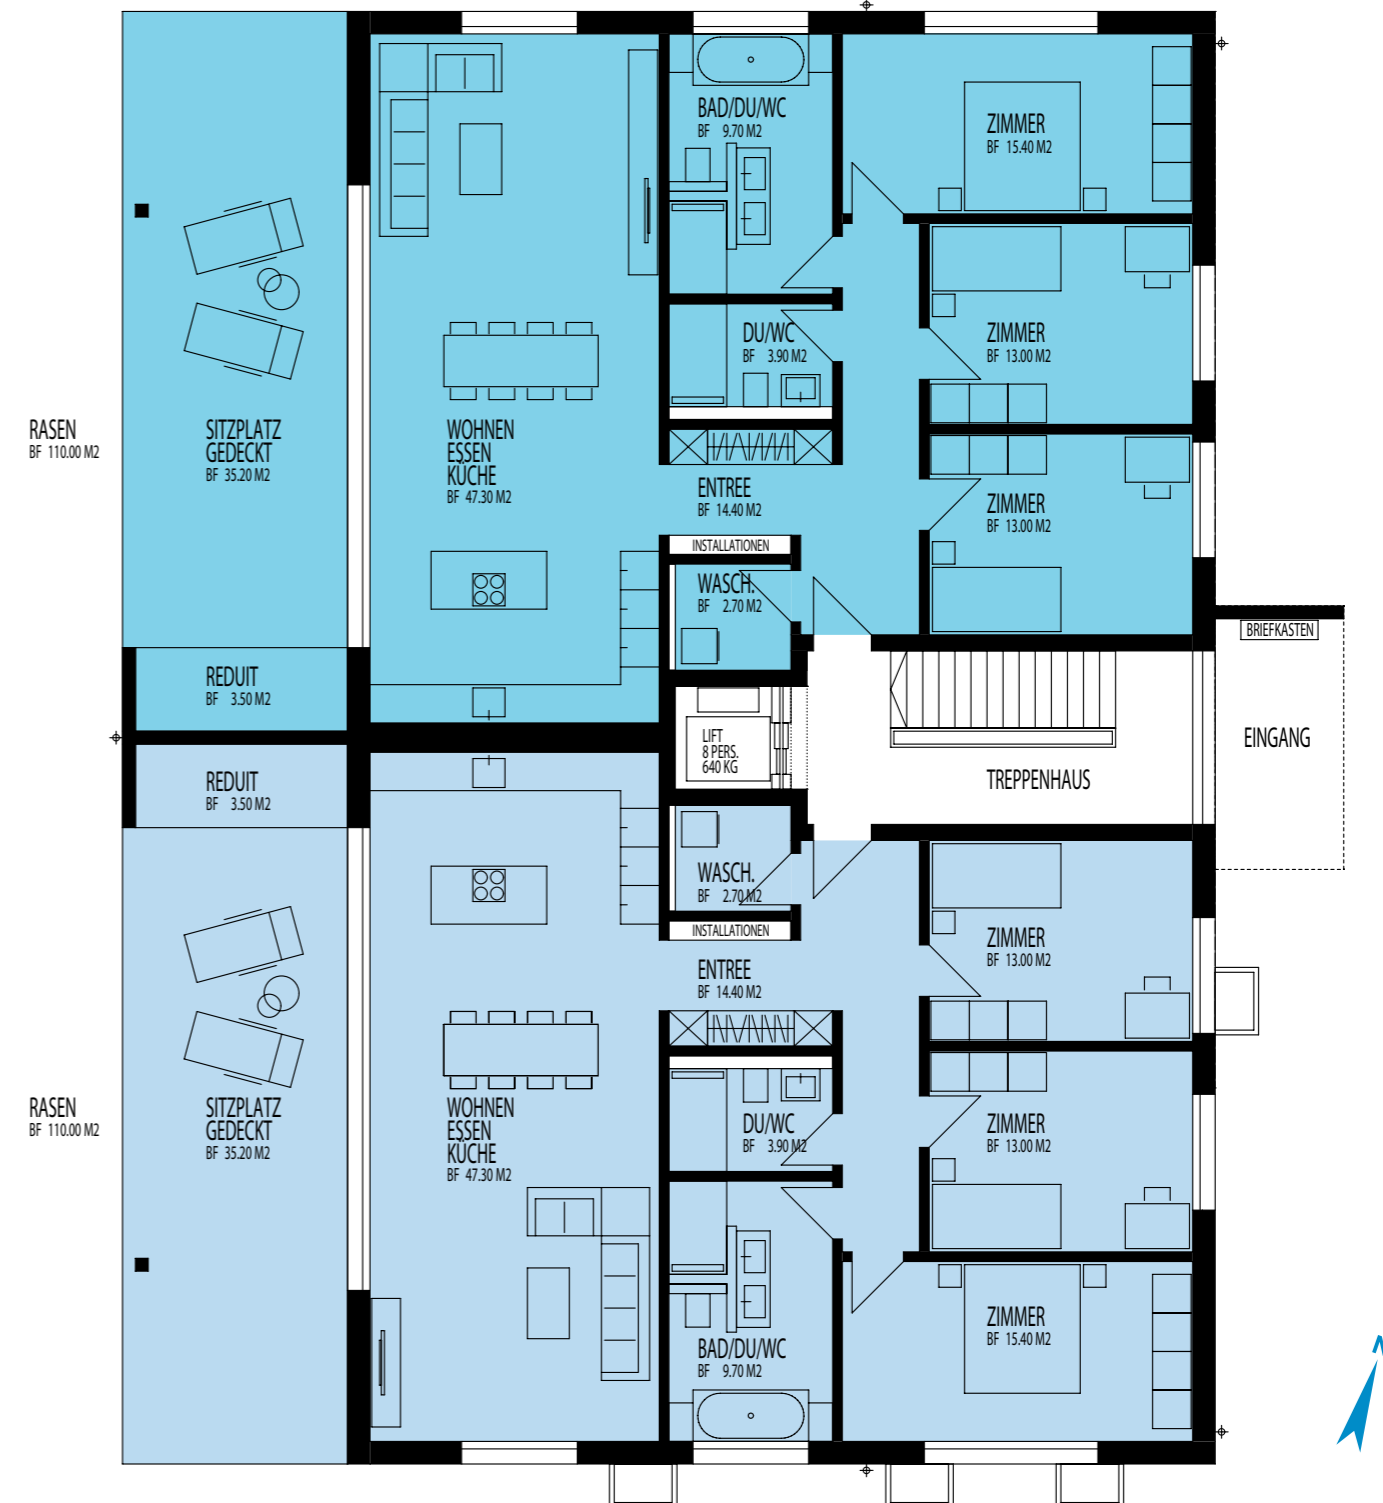 BAD/DU/WC
BF 9.70 M2
ZIMMER
BF 15.40 M2
DU/WC
BF 3.90 M2
ZIMMER
BF 13.00 M2
RASEN
BF 110.00 M2
SITZPLATZ
GEDECKT
BF 35.20 M2
WOHNEN
ESSEN
KÜCHE
BF 47.30 M2
ENTREE
BF 14.40 M2
ZIMMER
BF 13.00 M2
INSTALLATIONEN
WASCH.
BF 2.70 M2
BRIEFKASTEN
REDUIT
BF 3.50 M2
LIFT
8 PERS.
640 KG
EINGANG
TREPPENHAUS
REDUIT
BF 3.50 M2
WASCH.
BF 2.70 M2
INSTALLATIONEN
ENTREE
BF 14.40 M2
ZIMMER
BF 13.00 M2
RASEN
BF 110.00 M2
SITZPLATZ
GEDECKT
BF 35.20 M2
WOHNEN
ESSEN
KÜCHE
BF 47.30 M2
DU/WC
BF 3.90 M2
ZIMMER
BF 13.00 M2
BAD/DU/WC
BF 9.70 M2
ZIMMER
BF 15.40 M2